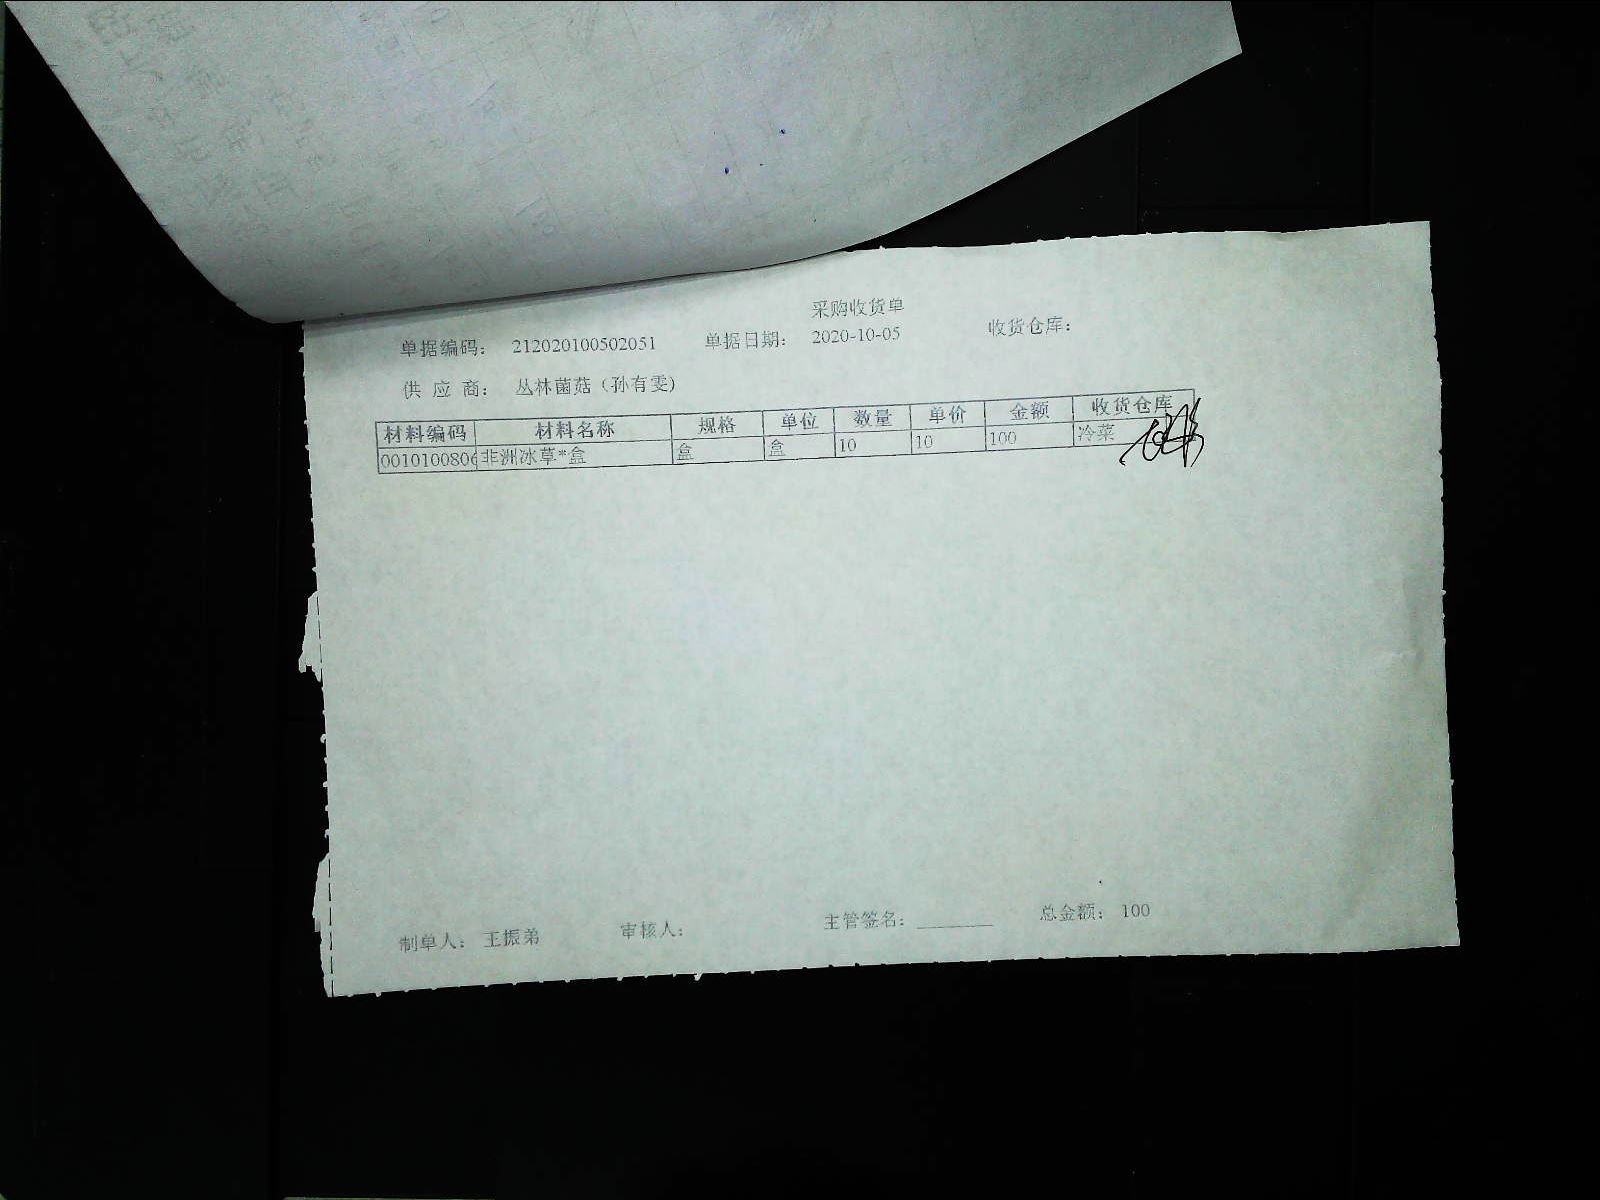 采购收货单
单据编码: 212020100502051 单据日期: 2020-10-05 收货仓库:
供 应 商: 丛林菌菇(孙有雯)
材料编码 材料名称 规格 单位 数量 单价 金额 收货仓库
0010100806 非洲冰草*盒 盒 盒 10 10 100 冷菜
制单人: 王振弟 审核人: 主管签名: ________ 总金额: 100